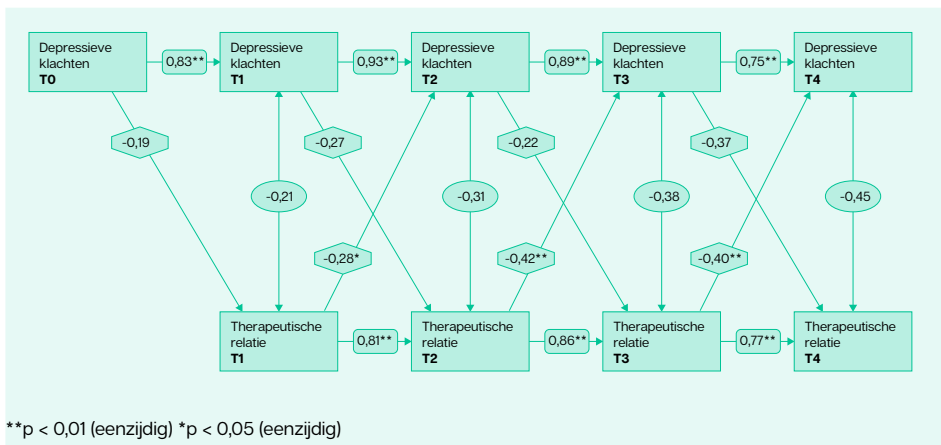 Depressieve
klachten
T0
0,83**
Depressieve
klachten
T1
0,93**
Depressieve
klachten
T2
0,89**
Depressieve
klachten
T3
0,75**
Depressieve
klachten
T4
-0,19
-0,27
-0,22
-0,37
-0,21
-0,31
-0,38
-0,45
-0,28*
-0,42**
-0,40**
Therapeutische
relatie
T1
0,81**
Therapeutische
relatie
T2
0,86**
Therapeutische
relatie
T3
0,77**
Therapeutische
relatie
T4
**p < 0,01 (eenzijdig) *p < 0,05 (eenzijdig)